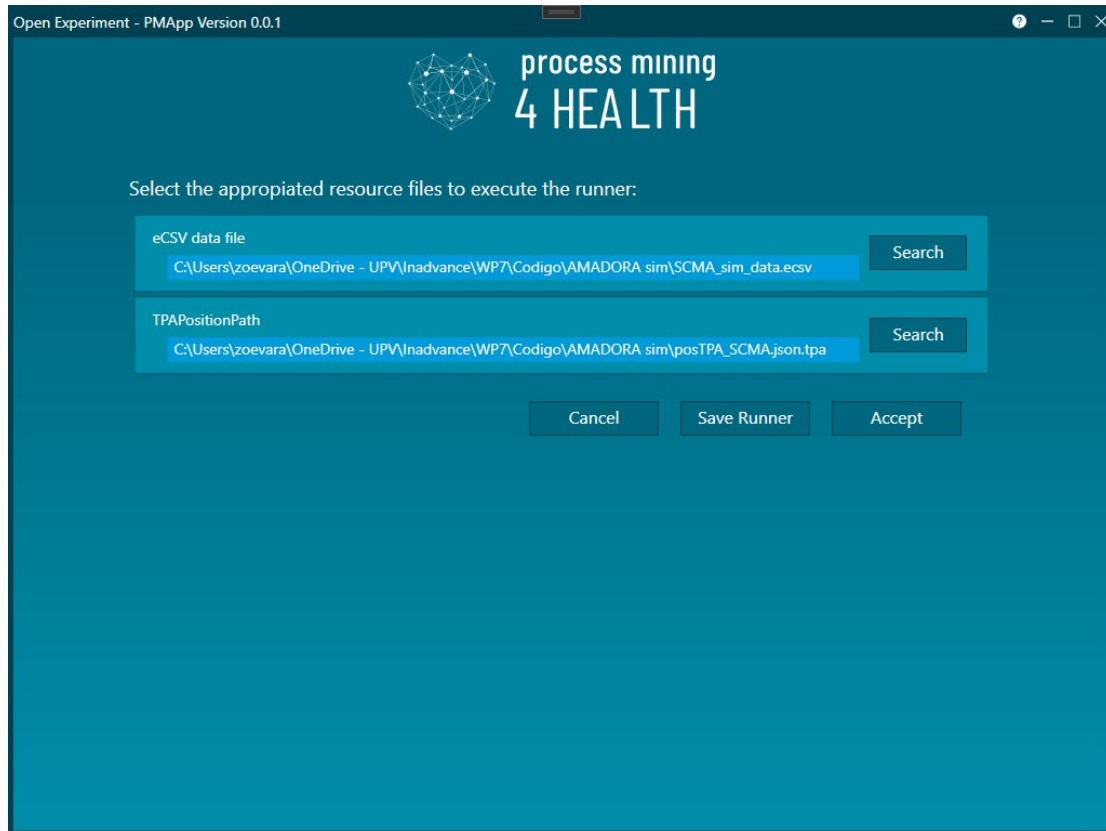 Open Experiment - PMApp Version 0.0.1
process mining
4 HEALTH
Select the appropiated resource files to execute the runner:
eCSV data file
C:\Users\zoevara\OneDrive - UPV\Inadvance\WP7\Codigo\AMADORA sim\SCMA_sim_data.ecsv
Search
TPAPositionPath
C:\Users\zoevara\OneDrive - UPV\Inadvance\WP7\Codigo\AMADORA sim\posTPA_SCMA.json.tpa
Search
Cancel Save Runner Accept